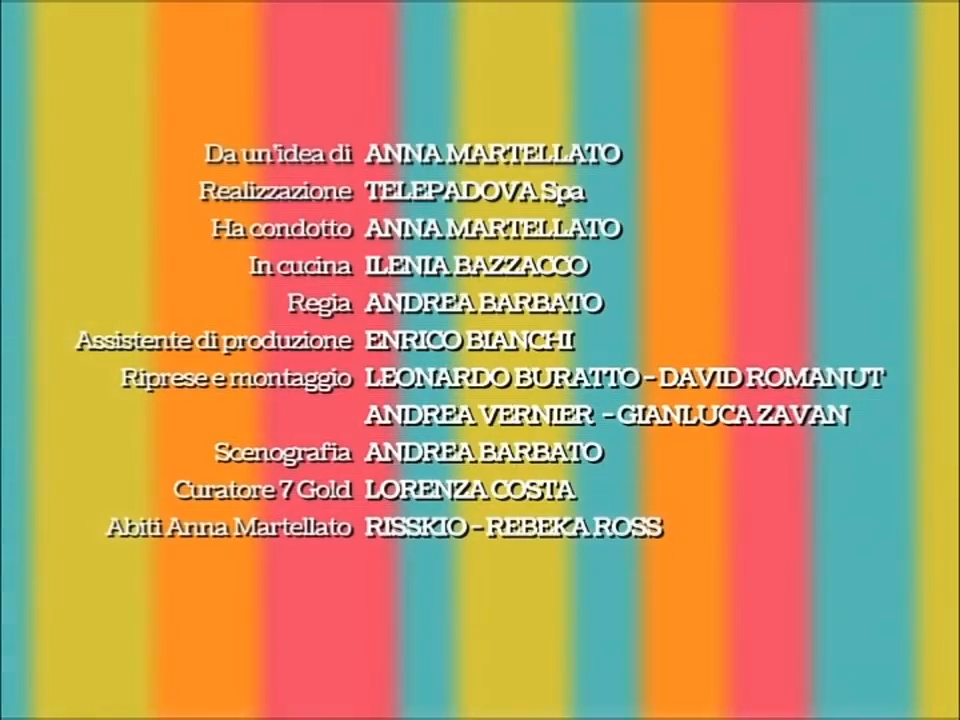 Da un'idea di ANNA MARTELLATO
Realizzazione TELEPADOVA Spa
Ha condotto ANNA MARTELLATO
In cucina ILENIA BAZZACCO
Regia ANDREA BARBATO
Assistente di produzione ENRICO BIANCHI
Riprese e montaggio LEONARDO BURATTO - DAVID ROMANUT
ANDREA VERNIER - GIANLUCA ZAVAN
Scenografia ANDREA BARBATO
Curatore 7 Gold LORENZA COSTA
Abiti Anna Martellato RISSKIO - REBEKA ROSS